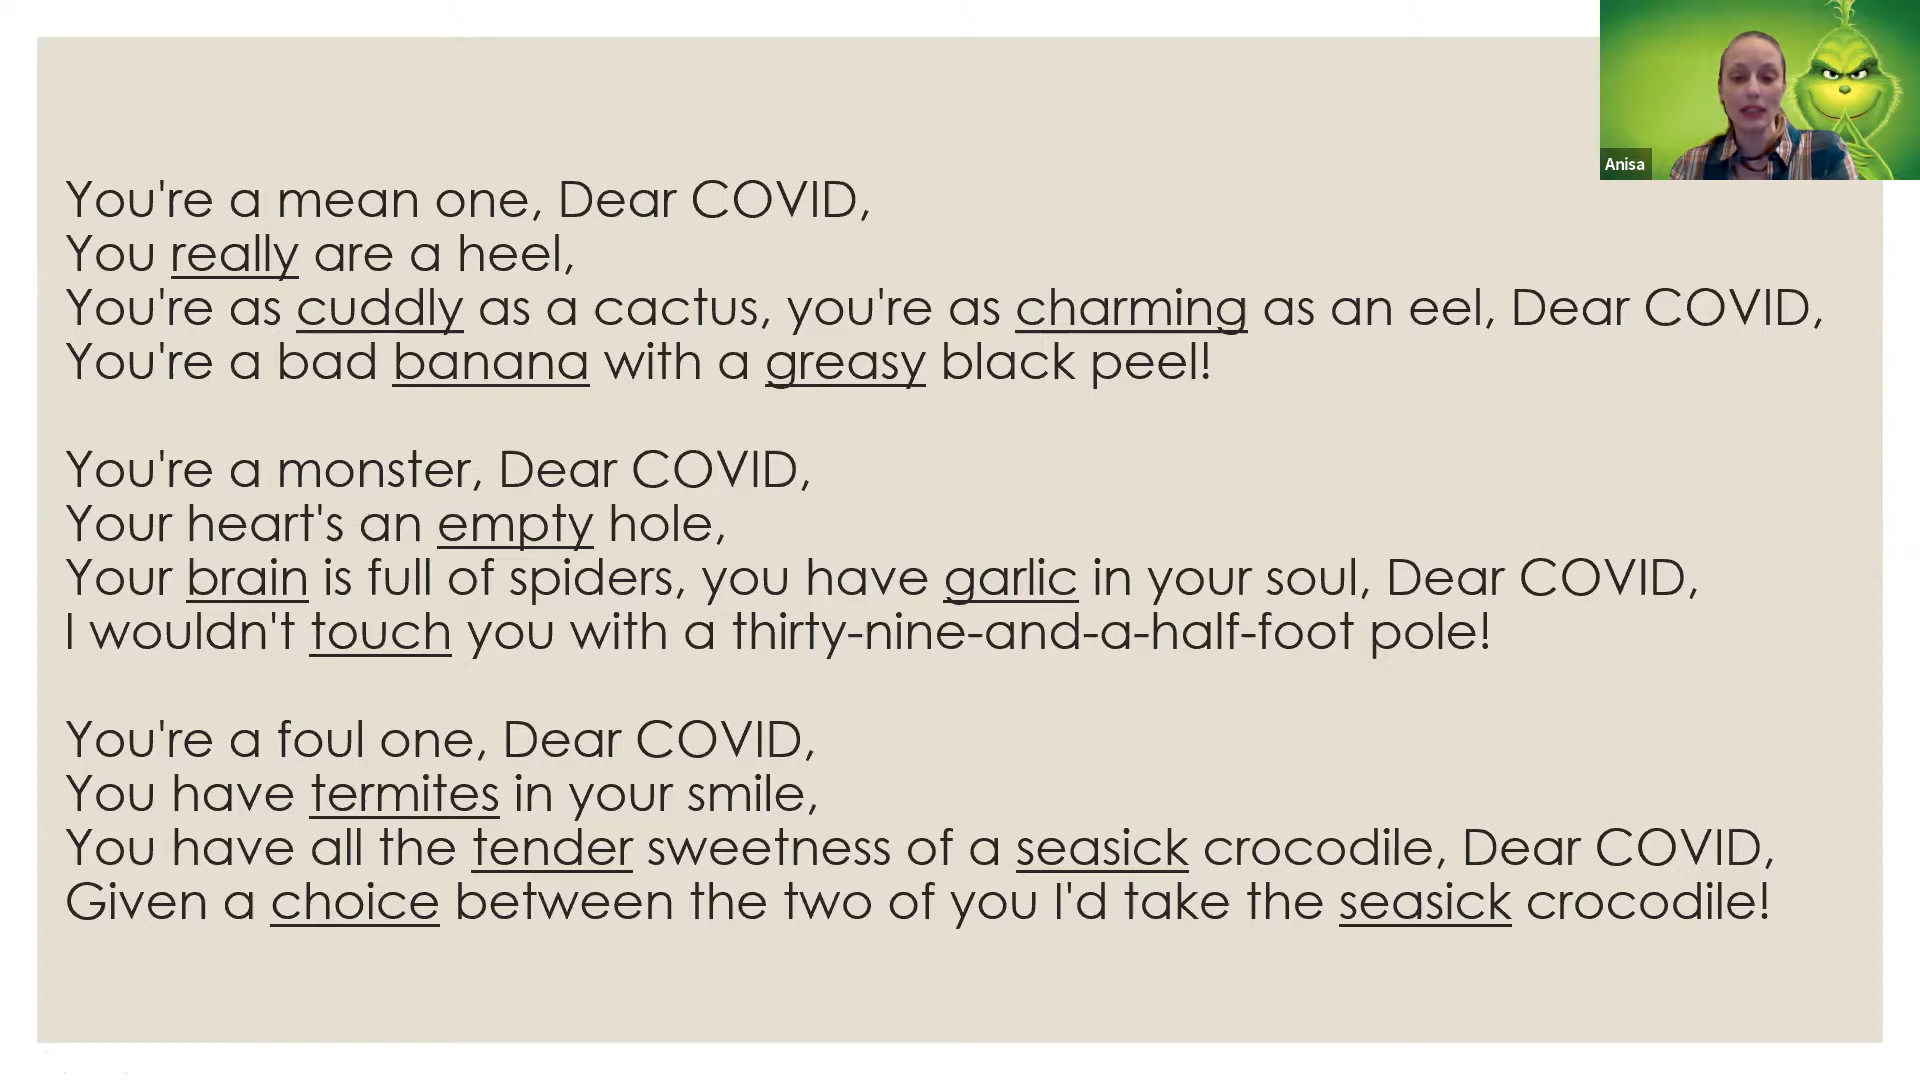 Anisa
You're a mean one, Dear COVID,
You really are a heel,
You're as cuddly as a cactus, you're as charming as an eel, Dear COVID,
You're a bad banana with a greasy black peel!
You're a monster, Dear COVID,
Your heart's an empty hole,
Your brain is full of spiders, you have garlic in your soul, Dear COVID,
I wouldn't touch you with a thirty-nine-and-a-half-foot pole!
You're a foul one, Dear COVID,
You have termites in your smile,
You have all the tender sweetness of a seasick crocodile, Dear COVID,
Given a choice between the two of you I'd take the seasick crocodile!